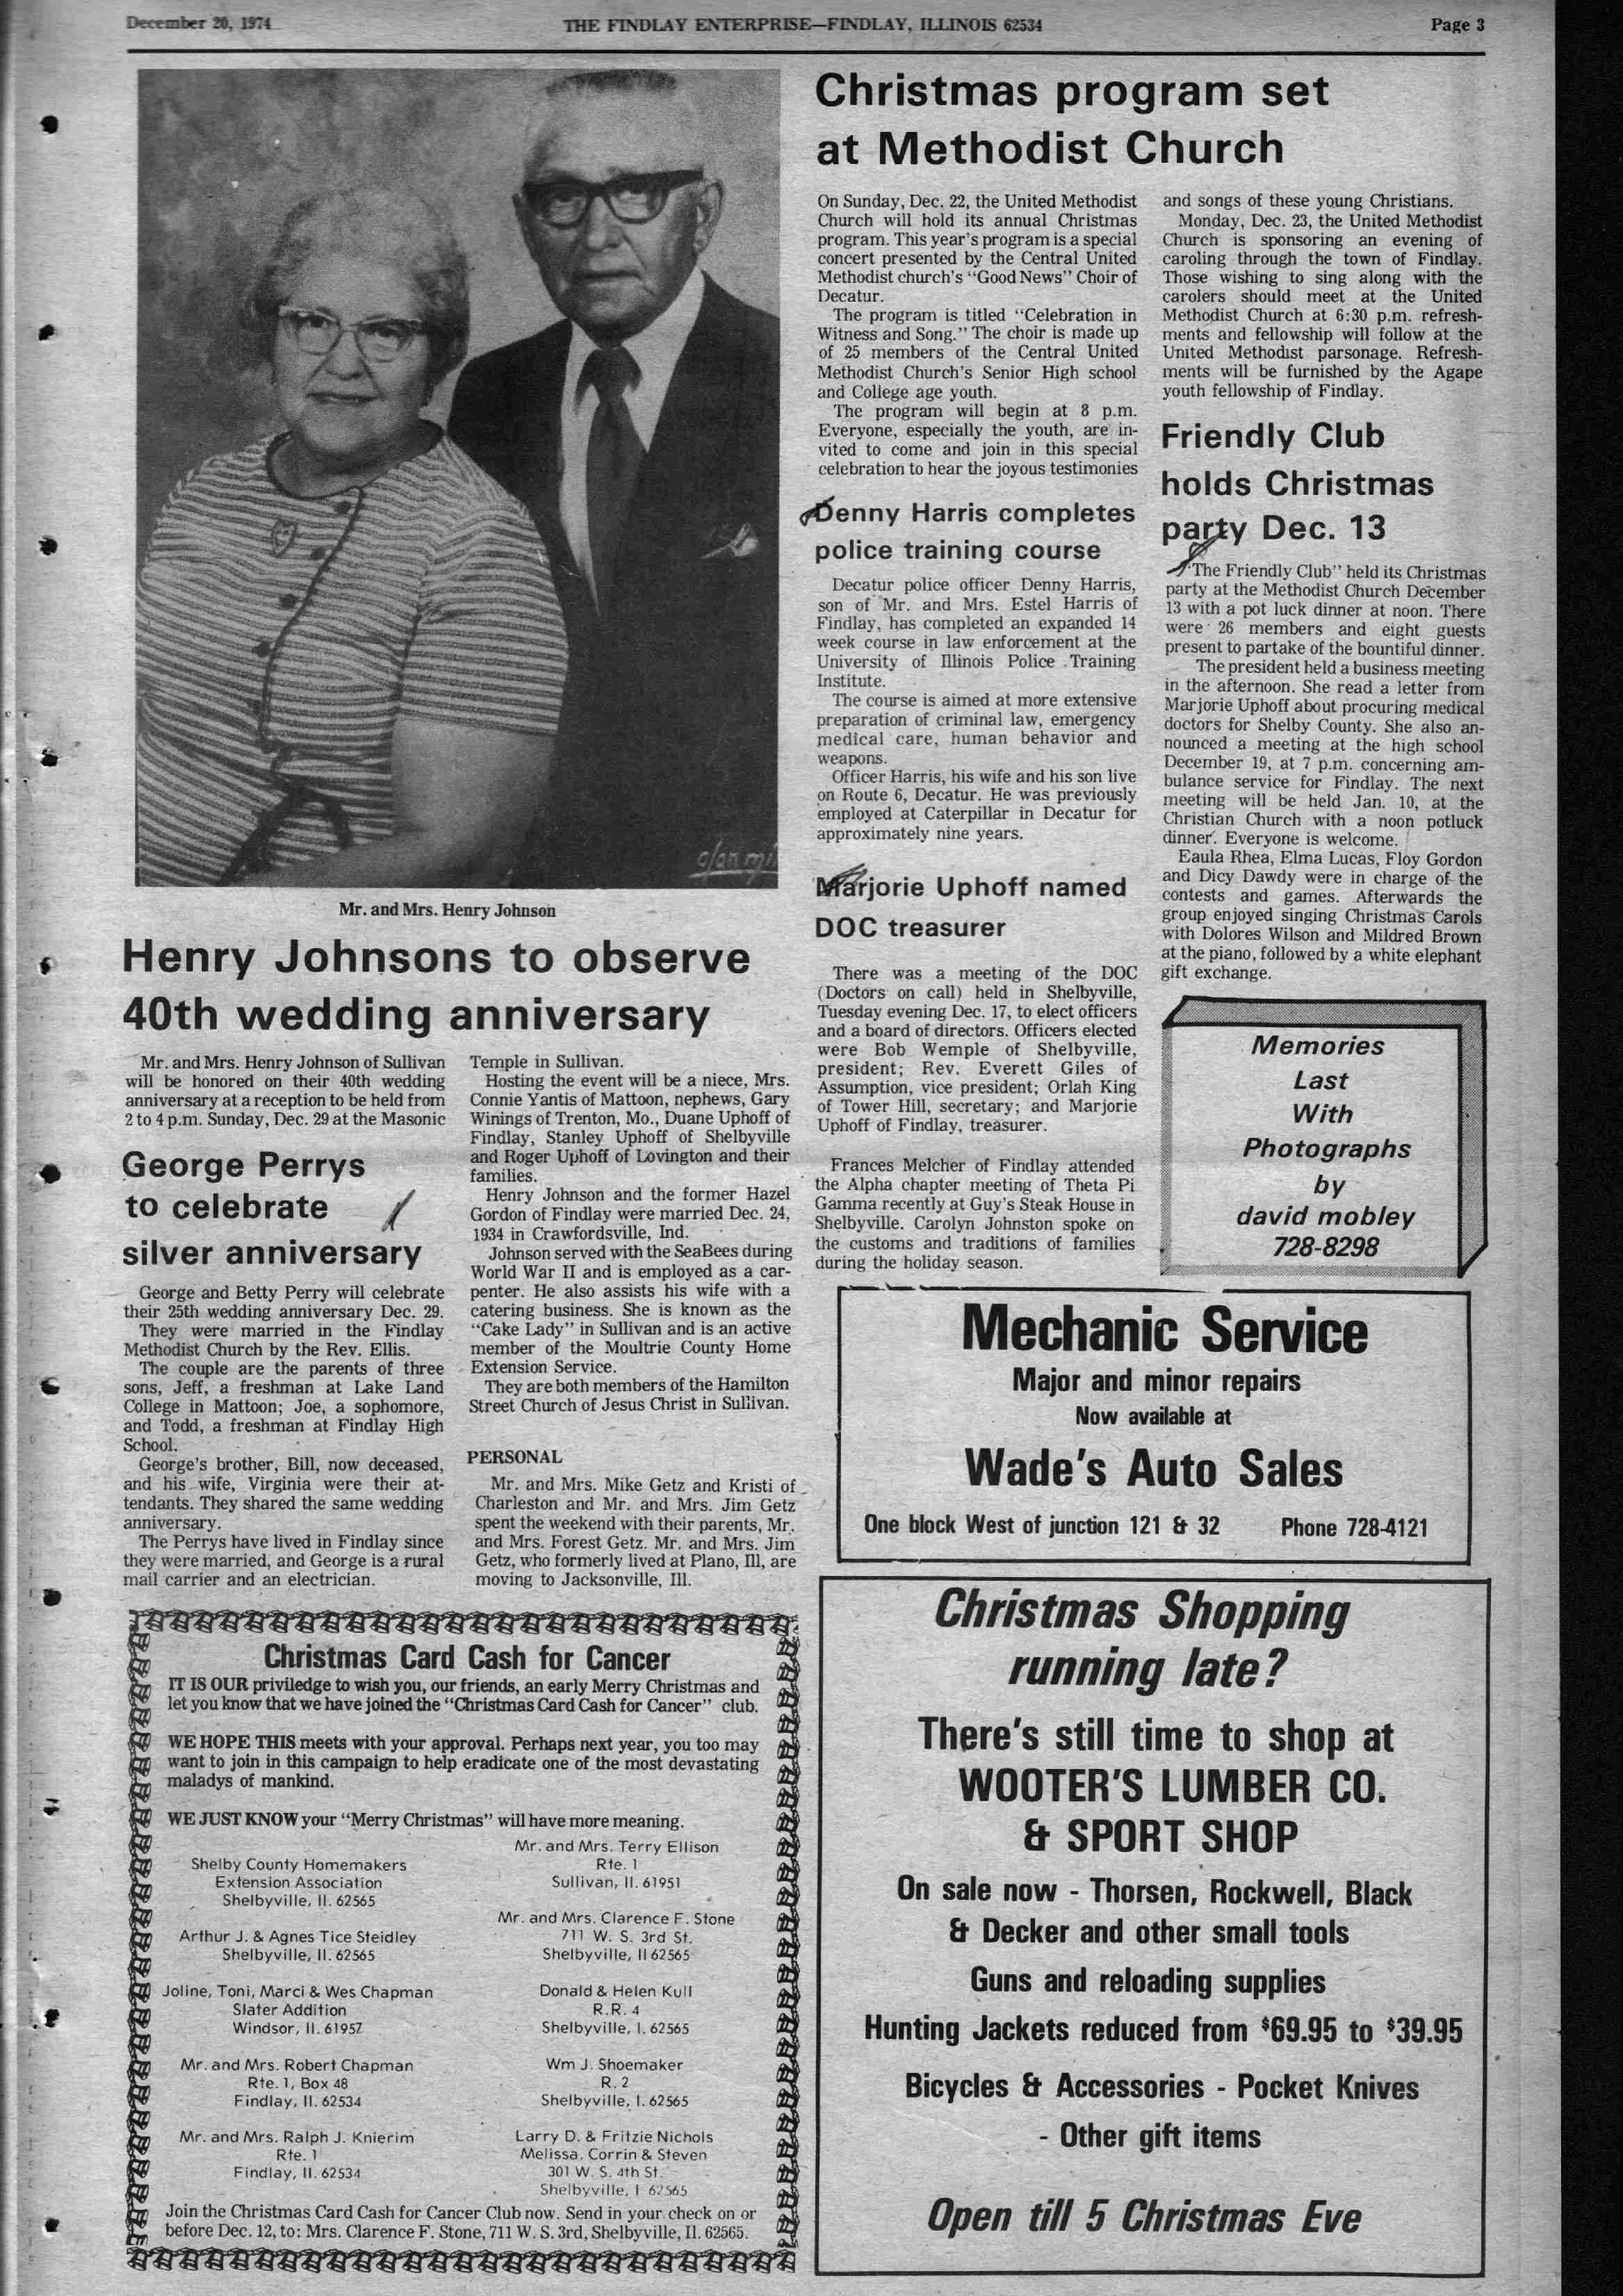 December 20, 1974
THE FINDLAY ENTERPRISE—FINDLAY, ILLINOIS 62534
Page 3
Mr. and Mrs. Henry Johnson
Henry Johnsons to observe
40th wedding anniversary
Mr. and Mrs. Henry Johnson of Sullivan
will be honored on their 40th wedding
anniversary at a reception to be held from
2 to 4 p.m. Sunday, Dec. 29 at the Masonic
Temple in Sullivan.
Hosting the event will be a niece, Mrs.
Connie Yantis of Mattoon, nephews, Gary
Winings of Trenton, Mo., Duane Uphoff of
Findlay, Stanley Uphoff of Shelbyville
and Roger Uphoff of Lovington and their
families.
Henry Johnson and the former Hazel
Gordon of Findlay were married Dec. 24,
1934 in Crawfordsville, Ind.
Johnson served with the SeaBees during
World War II and is employed as a car-
penter. He also assists his wife with a
catering business. She is known as the
"Cake Lady" in Sullivan and is an active
member of the Moultrie County Home
Extension Service.
They are both members of the Hamilton
Street Church of Jesus Christ in Sullivan.
George Perrys
to celebrate
silver anniversary
George and Betty Perry will celebrate
their 25th wedding anniversary Dec. 29.
They were married in the Findlay
Methodist Church by the Rev. Ellis.
The couple are the parents of three
sons, Jeff, a freshman at Lake Land
College in Mattoon; Joe, a sophomore,
and Todd, a freshman at Findlay High
School.
George's brother, Bill, now deceased,
and his wife, Virginia were their at-
tendants. They shared the same wedding
anniversary.
The Perrys have lived in Findlay since
they were married, and George is a rural
mail carrier and an electrician.
PERSONAL
Mr. and Mrs. Mike Getz and Kristi of
Charleston and Mr. and Mrs. Jim Getz
spent the weekend with their parents, Mr.
and Mrs. Forest Getz. Mr. and Mrs. Jim
Getz, who formerly lived at Plano, Ill, are
moving to Jacksonville, Ill.
Christmas Card Cash for Cancer
IT IS OUR priviledge to wish you, our friends, an early Merry Christmas and
let you know that we have joined the "Christmas Card Cash for Cancer" club.
WE HOPE THIS meets with your approval. Perhaps next year, you too may
want to join in this campaign to help eradicate one of the most devastating
maladys of mankind.
WE JUST KNOW your "Merry Christmas" will have more meaning.
Shelby County Homemakers
Extension Association
Shelbyville, Il. 62565
Arthur J. & Agnes Tice Steidley
Shelbyville, Il. 62565
Joline, Toni, Marci & Wes Chapman
Slater Addition
Windsor, Il. 61957
Mr. and Mrs. Robert Chapman
Rte. 1, Box 48
Findlay, Il. 62534
Mr. and Mrs. Ralph J. Knierim
Rte. 1
Findlay, Il. 62534
Mr. and Mrs. Terry Ellison
Rte. 1
Sullivan, Il. 61951
Mr. and Mrs. Clarence F. Stone
711 W. S. 3rd St.
Shelbyville, Il 62565
Donald & Helen Kull
R.R. 4
Shelbyville, I. 62565
Wm J. Shoemaker
R. 2
Shelbyville, I. 62565
Larry D. & Fritzie Nichols
Melissa, Corrin & Steven
301 W. S. 4th St.
Shelbyville, I 62565
Join the Christmas Card Cash for Cancer Club now. Send in your check on or
before Dec. 12, to: Mrs. Clarence F. Stone, 711 W. S. 3rd, Shelbyville, Il. 62565.
Christmas program set
at Methodist Church
On Sunday, Dec. 22, the United Methodist
Church will hold its annual Christmas
program. This year's program is a special
concert presented by the Central United
Methodist church's "Good News" Choir of
Decatur.
The program is titled "Celebration in
Witness and Song." The choir is made up
of 25 members of the Central United
Methodist Church's Senior High school
and College age youth.
The program will begin at 8 p.m.
Everyone, especially the youth, are in-
vited to come and join in this special
celebration to hear the joyous testimonies
and songs of these young Christians.
Monday, Dec. 23, the United Methodist
Church is sponsoring an evening of
caroling through the town of Findlay.
Those wishing to sing along with the
carolers should meet at the United
Methodist Church at 6:30 p.m. refresh-
ments and fellowship will follow at the
United Methodist parsonage. Refresh-
ments will be furnished by the Agape
youth fellowship of Findlay.
Denny Harris completes
police training course
Decatur police officer Denny Harris,
son of Mr. and Mrs. Estel Harris of
Findlay, has completed an expanded 14
week course in law enforcement at the
University of Illinois Police Training
Institute.
The course is aimed at more extensive
preparation of criminal law, emergency
medical care, human behavior and
weapons.
Officer Harris, his wife and his son live
on Route 6, Decatur. He was previously
employed at Caterpillar in Decatur for
approximately nine years.
Marjorie Uphoff named
DOC treasurer
There was a meeting of the DOC
(Doctors on call) held in Shelbyville,
Tuesday evening Dec. 17, to elect officers
and a board of directors. Officers elected
were Bob Wemple of Shelbyville,
president; Rev. Everett Giles of
Assumption, vice president; Orlah King
of Tower Hill, secretary; and Marjorie
Uphoff of Findlay, treasurer.
Frances Melcher of Findlay attended
the Alpha chapter meeting of Theta Pi
Gamma recently at Guy's Steak House in
Shelbyville. Carolyn Johnston spoke on
the customs and traditions of families
during the holiday season.
Friendly Club
holds Christmas
party Dec. 13
"The Friendly Club" held its Christmas
party at the Methodist Church December
13 with a pot luck dinner at noon. There
were 26 members and eight guests
present to partake of the bountiful dinner.
The president held a business meeting
in the afternoon. She read a letter from
Marjorie Uphoff about procuring medical
doctors for Shelby County. She also an-
nounced a meeting at the high school
December 19, at 7 p.m. concerning am-
bulance service for Findlay. The next
meeting will be held Jan. 10, at the
Christian Church with a noon potluck
dinner. Everyone is welcome.
Eaula Rhea, Elma Lucas, Floy Gordon
and Dicy Dawdy were in charge of the
contests and games. Afterwards the
group enjoyed singing Christmas Carols
with Dolores Wilson and Mildred Brown
at the piano, followed by a white elephant
gift exchange.
Memories
Last
With
Photographs
by
david mobley
728-8298
Mechanic Service
Major and minor repairs
Now available at
Wade's Auto Sales
One block West of junction 121 & 32 Phone 728-4121
Christmas Shopping
running late?
There's still time to shop at
WOOTER'S LUMBER CO.
& SPORT SHOP
On sale now - Thorsen, Rockwell, Black
& Decker and other small tools
Guns and reloading supplies
Hunting Jackets reduced from $69.95 to $39.95
Bicycles & Accessories - Pocket Knives
- Other gift items
Open till 5 Christmas Eve